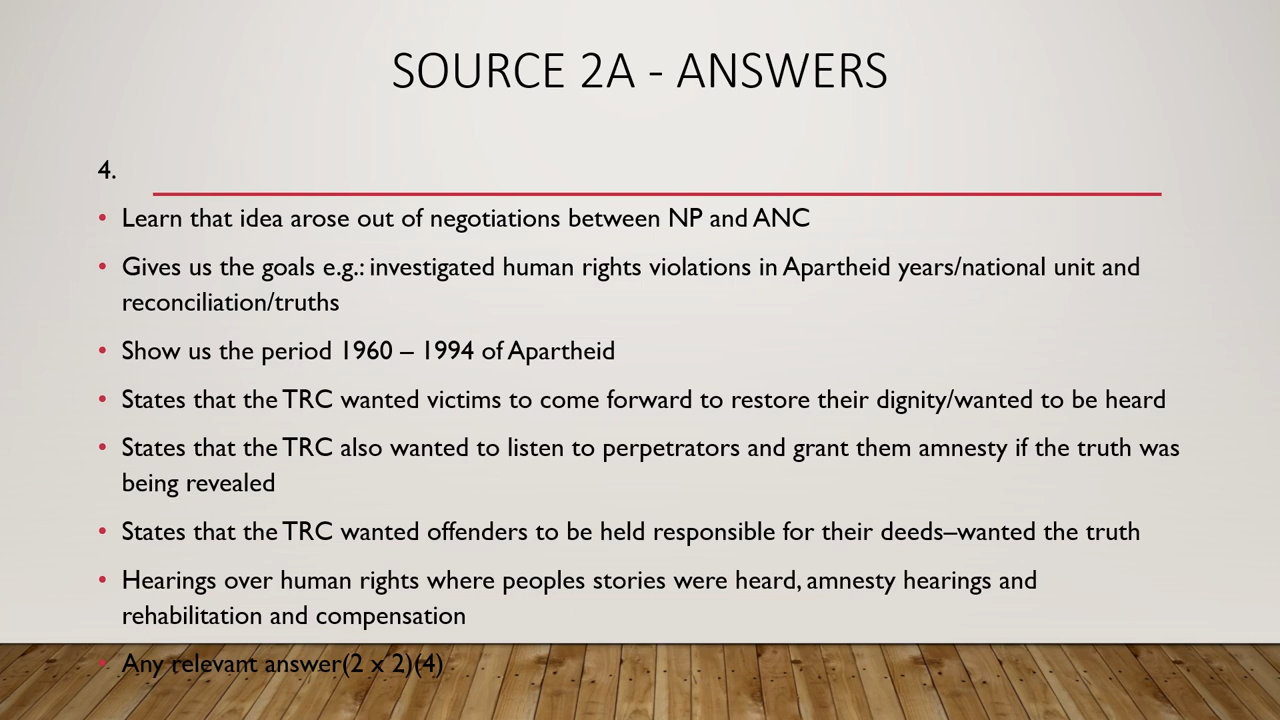 SOURCE 2A - ANSWERS
4.
• Learn that idea arose out of negotiations between NP and ANC
• Gives us the goals e.g.: investigated human rights violations in Apartheid years/national unit and
reconciliation/truths
• Show us the period 1960 – 1994 of Apartheid
• States that the TRC wanted victims to come forward to restore their dignity/wanted to be heard
• States that the TRC also wanted to listen to perpetrators and grant them amnesty if the truth was
being revealed
• States that the TRC wanted offenders to be held responsible for their deeds–wanted the truth
• Hearings over human rights where peoples stories were heard, amnesty hearings and
rehabilitation and compensation
• Any relevant answer(2 x 2)(4)